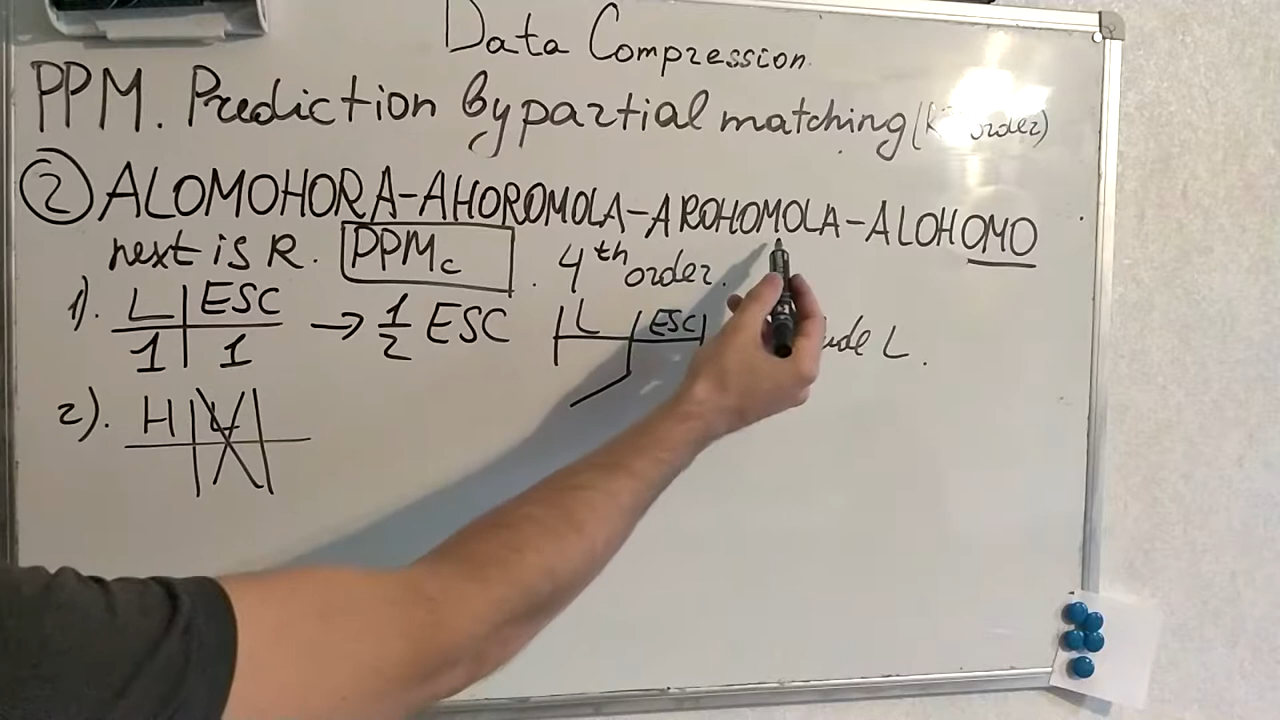 Data Compression
PPM. Prediction by partial matching (k order)
② ALOMOHORA-AHOROMOLA-AROHOMOLA-ALOHOMO
next is R. PPMc. 4th order.
1). L ESC → 1/2 ESC L ESC L.
1 1
2). H L